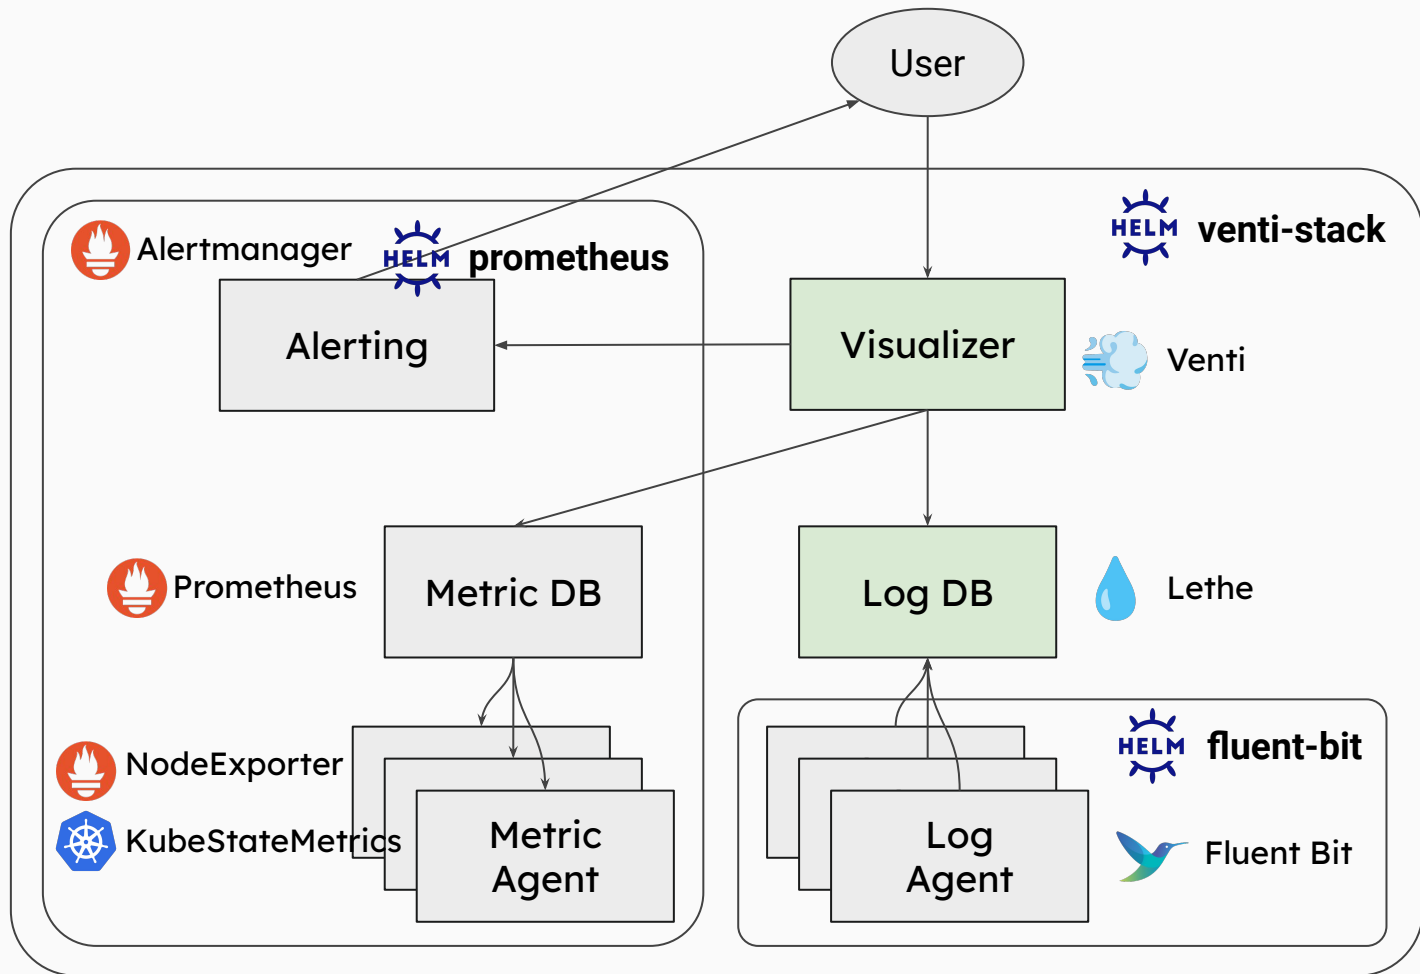 User
HELM
venti-stack
Alertmanager
HELM
prometheus
Alerting
Visualizer
Venti
Prometheus
Metric DB
Log DB
Lethe
NodeExporter
KubeStateMetrics
Metric
Agent
HELM
fluent-bit
Log
Agent
Fluent Bit